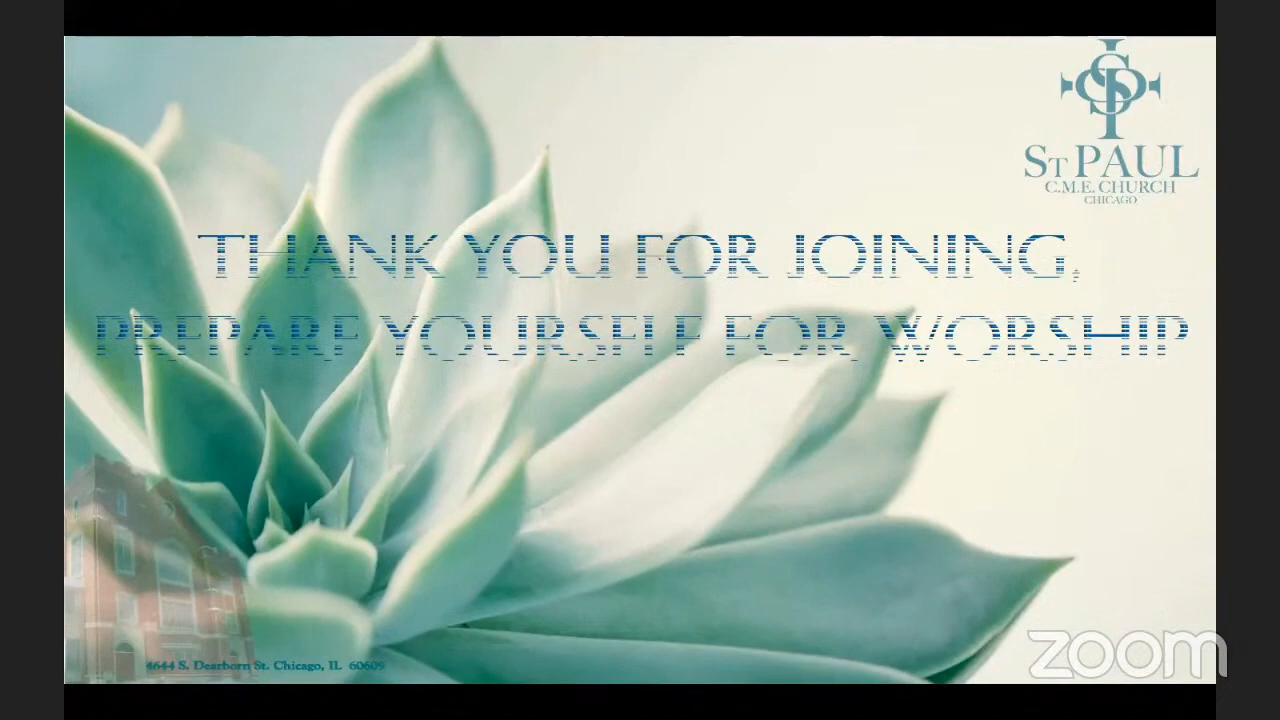 St PAUL
C.M.E. CHURCH
CHICAGO
THANK YOU FOR JOINING,
PREPARE YOURSELF FOR WORSHIP
4644 S. Dearborn St. Chicago, IL 60609
zoom